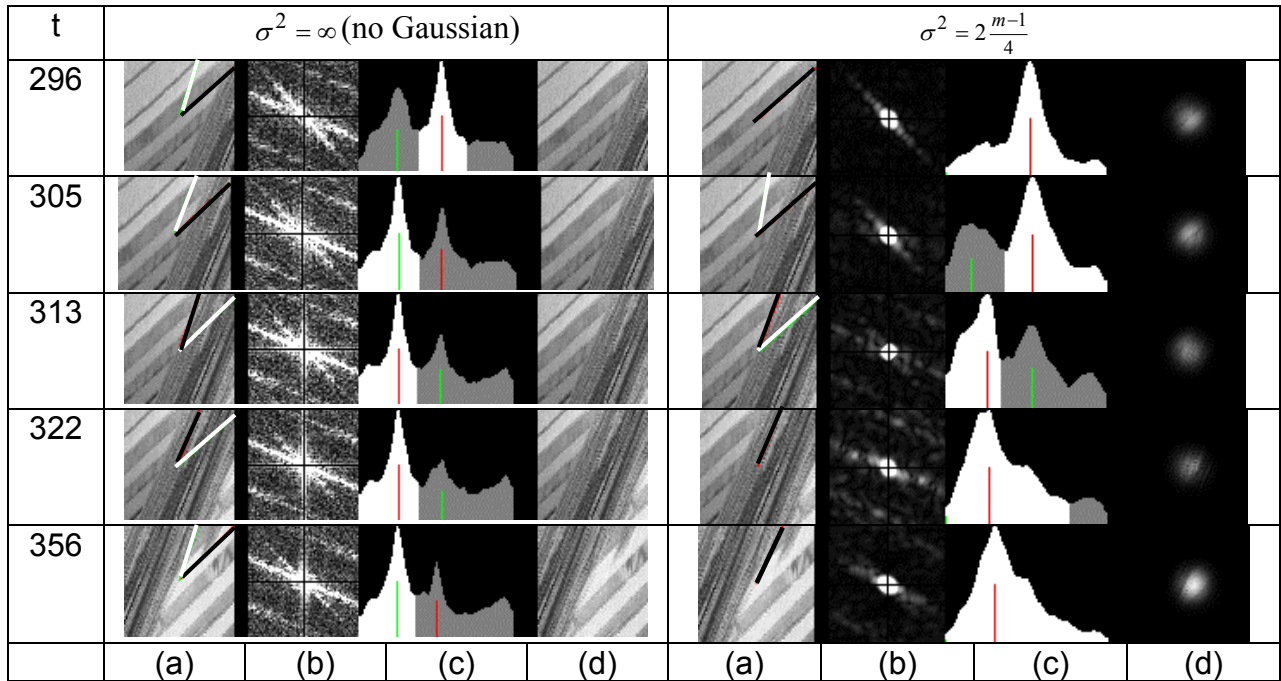 t σ² = ∞ (no Gaussian) σ² = 2 (m−1)/4
296
305
313
322
356
(a) (b) (c) (d) (a) (b) (c) (d)